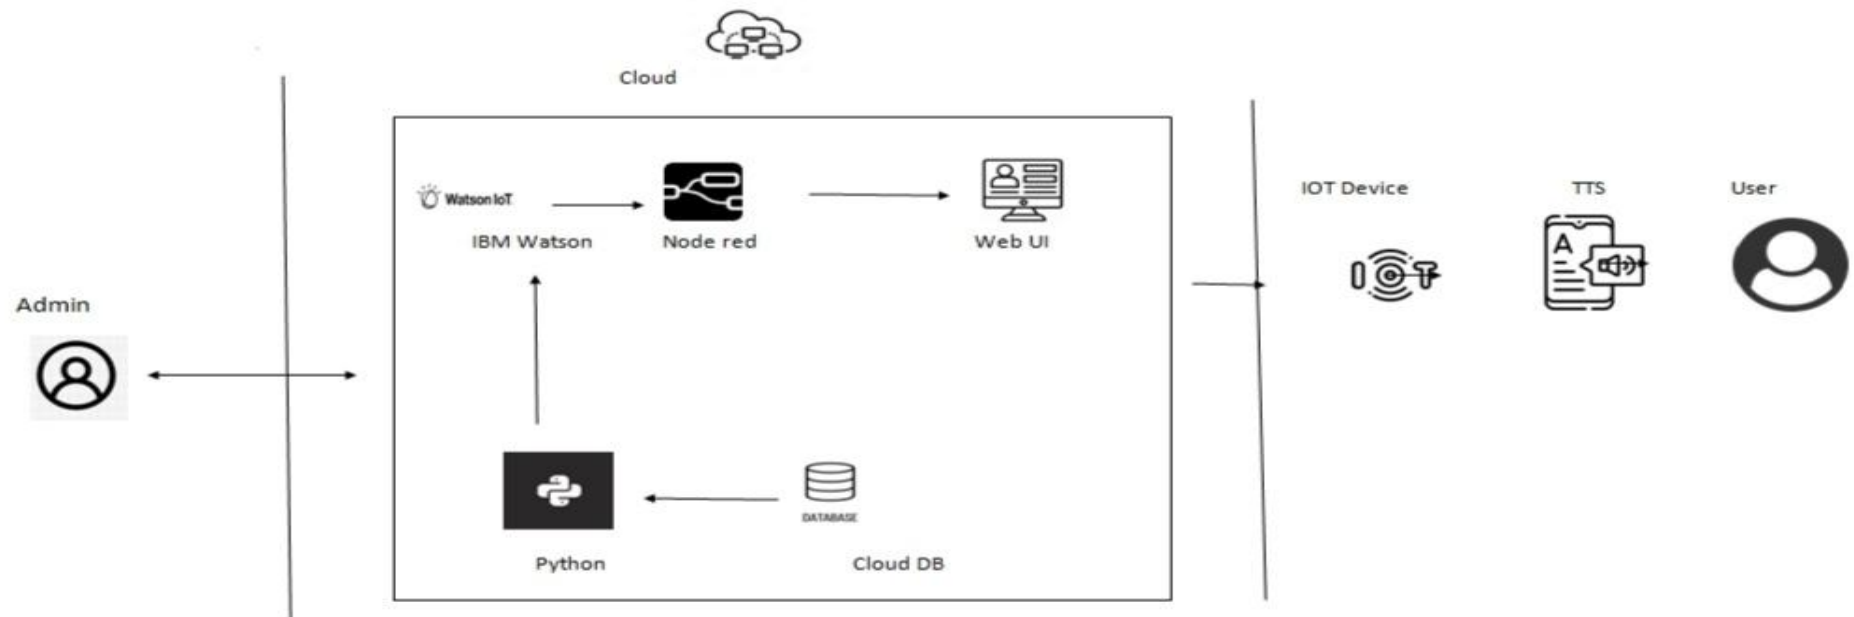 Cloud
Watson IoT
IBM Watson
Node red
Web UI
IOT Device
TTS
User
A
Admin
DATABASE
Python
Cloud DB